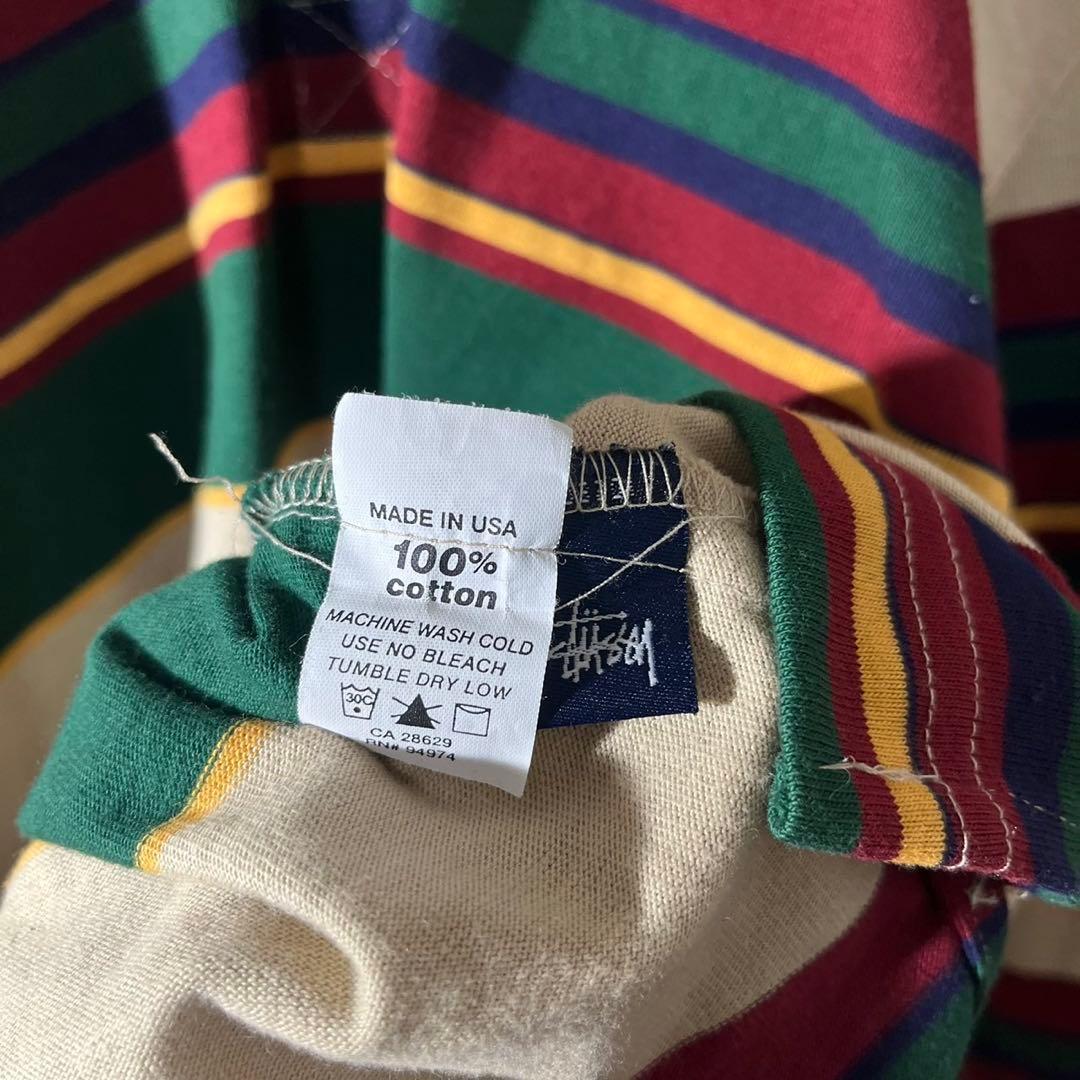 MADE IN USA
100%
cotton
MACHINE WASH COLD
USE NO BLEACH
TUMBLE DRY LOW
30C
CA 28629
RN# 94974
Stüssy